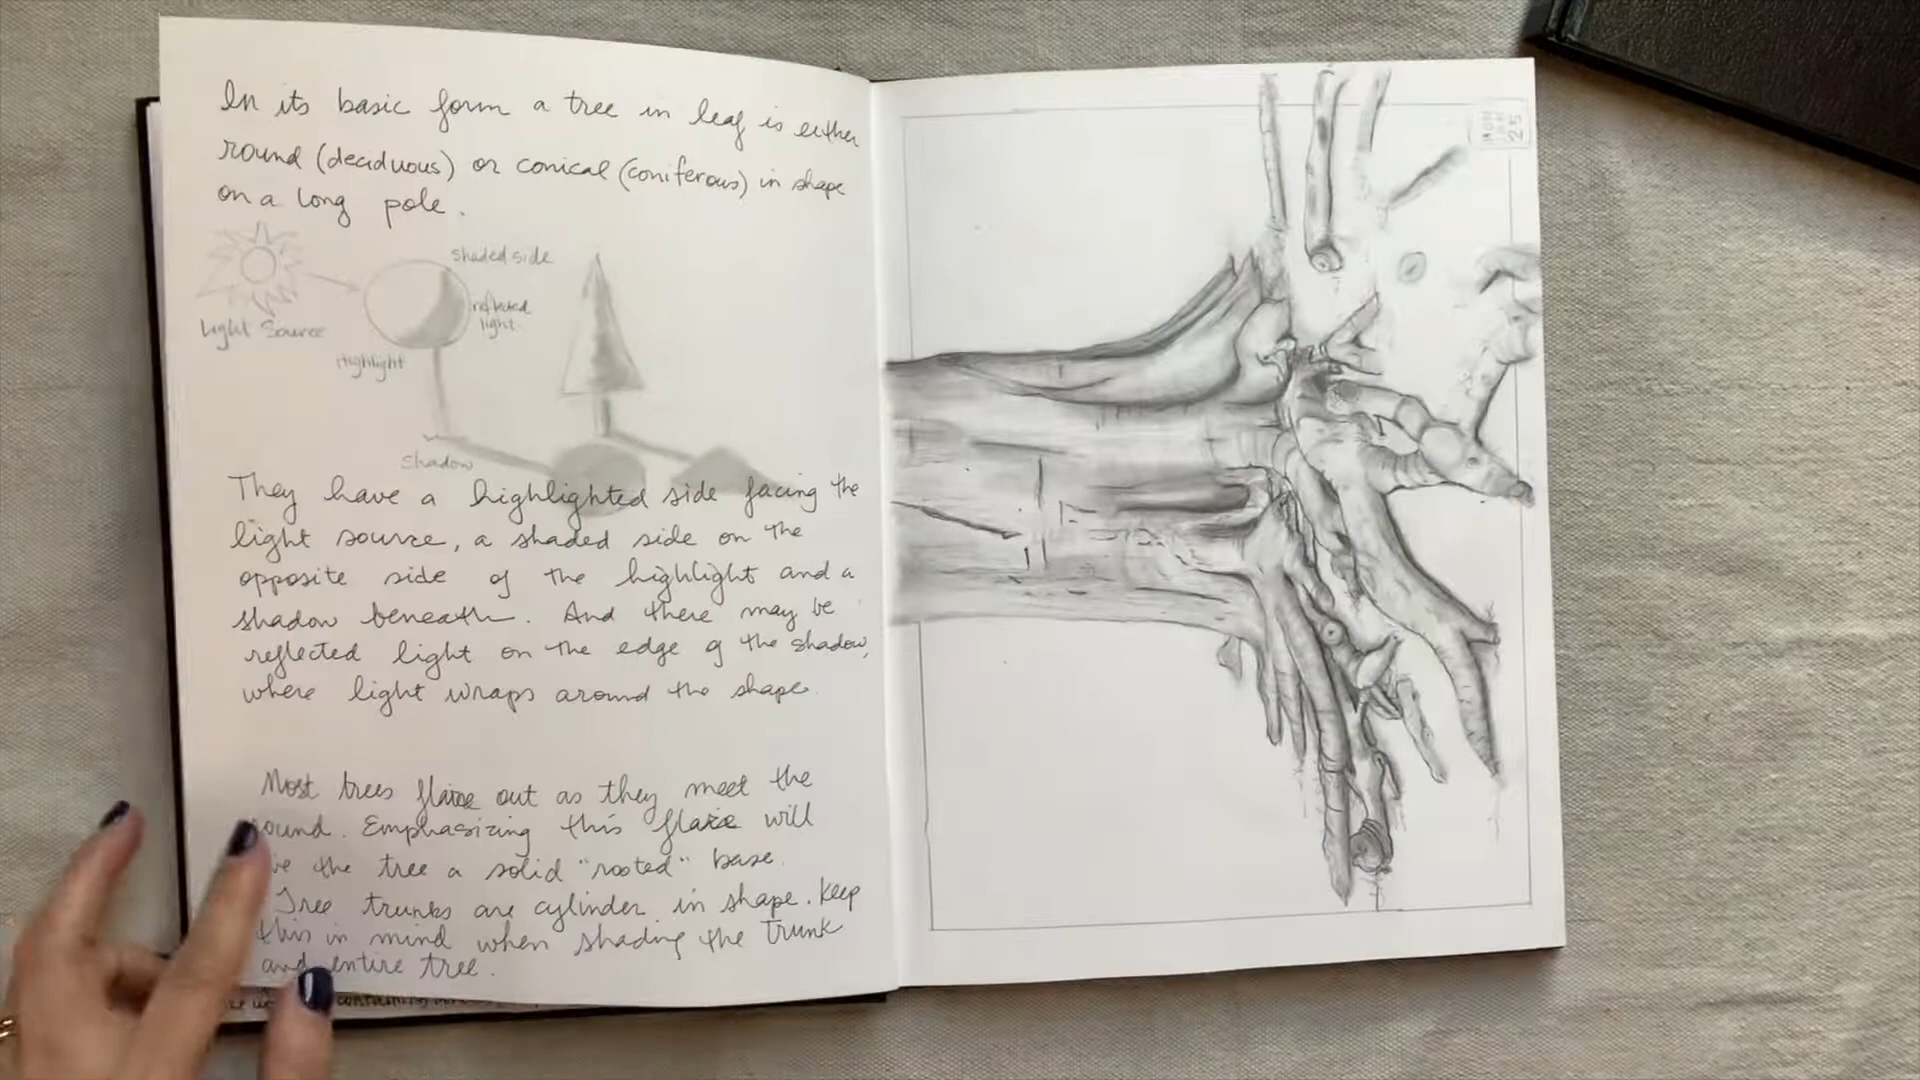 In its basic form a tree in leaf is either
round (deciduous) or conical (coniferous) in shape
on a long pole.
shaded side
reflected
light
Light Source
Highlight
Shadow
They have a highlighted side facing the
light source, a shaded side on the
opposite side of the highlight and a
shadow beneath. And there may be
reflected light on the edge of the shadow,
where light wraps around the shape.
Most trees flare out as they meet the
Emphasizing this flare will
the tree a solid "rooted" base.
Tree trunks are cylinder in shape. Keep
this in mind when shading the trunk
and entire tree.
25